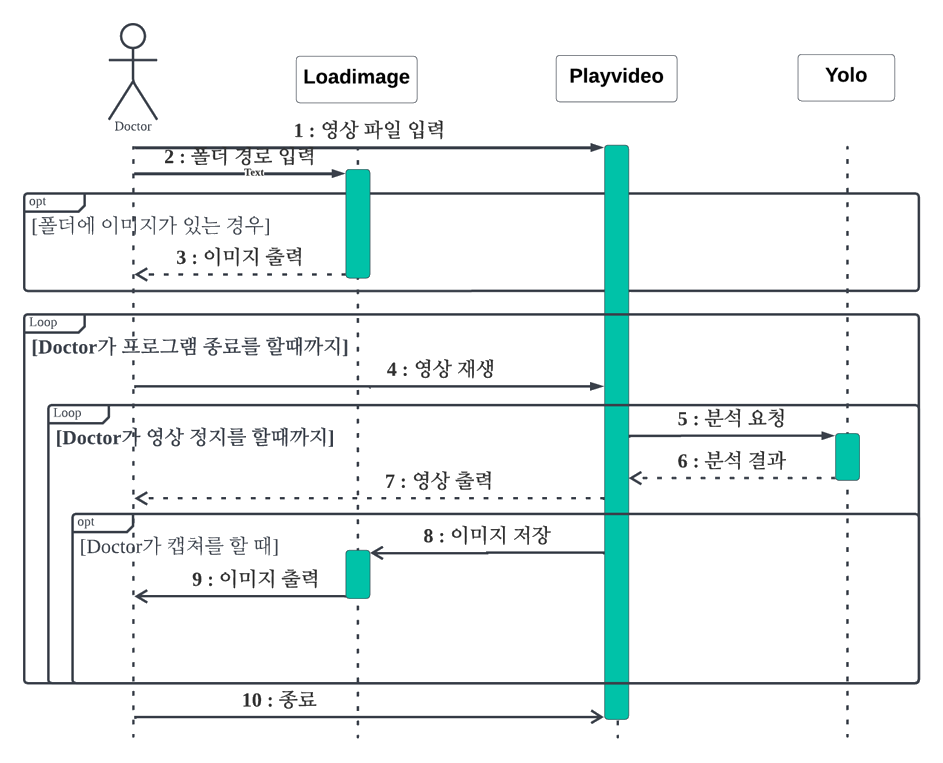 Loadimage
Playvideo
Yolo
Doctor
1 : 영상 파일 입력
2 : 폴더 경로 입력
Text
opt
[폴더에 이미지가 있는 경우]
3 : 이미지 출력
Loop
[Doctor가 프로그램 종료를 할때까지]
4 : 영상 재생
Loop
5 : 분석 요청
[Doctor가 영상 정지를 할때까지]
6 : 분석 결과
7 : 영상 출력
opt
8 : 이미지 저장
[Doctor가 캡쳐를 할 때]
9 : 이미지 출력
10 : 종료